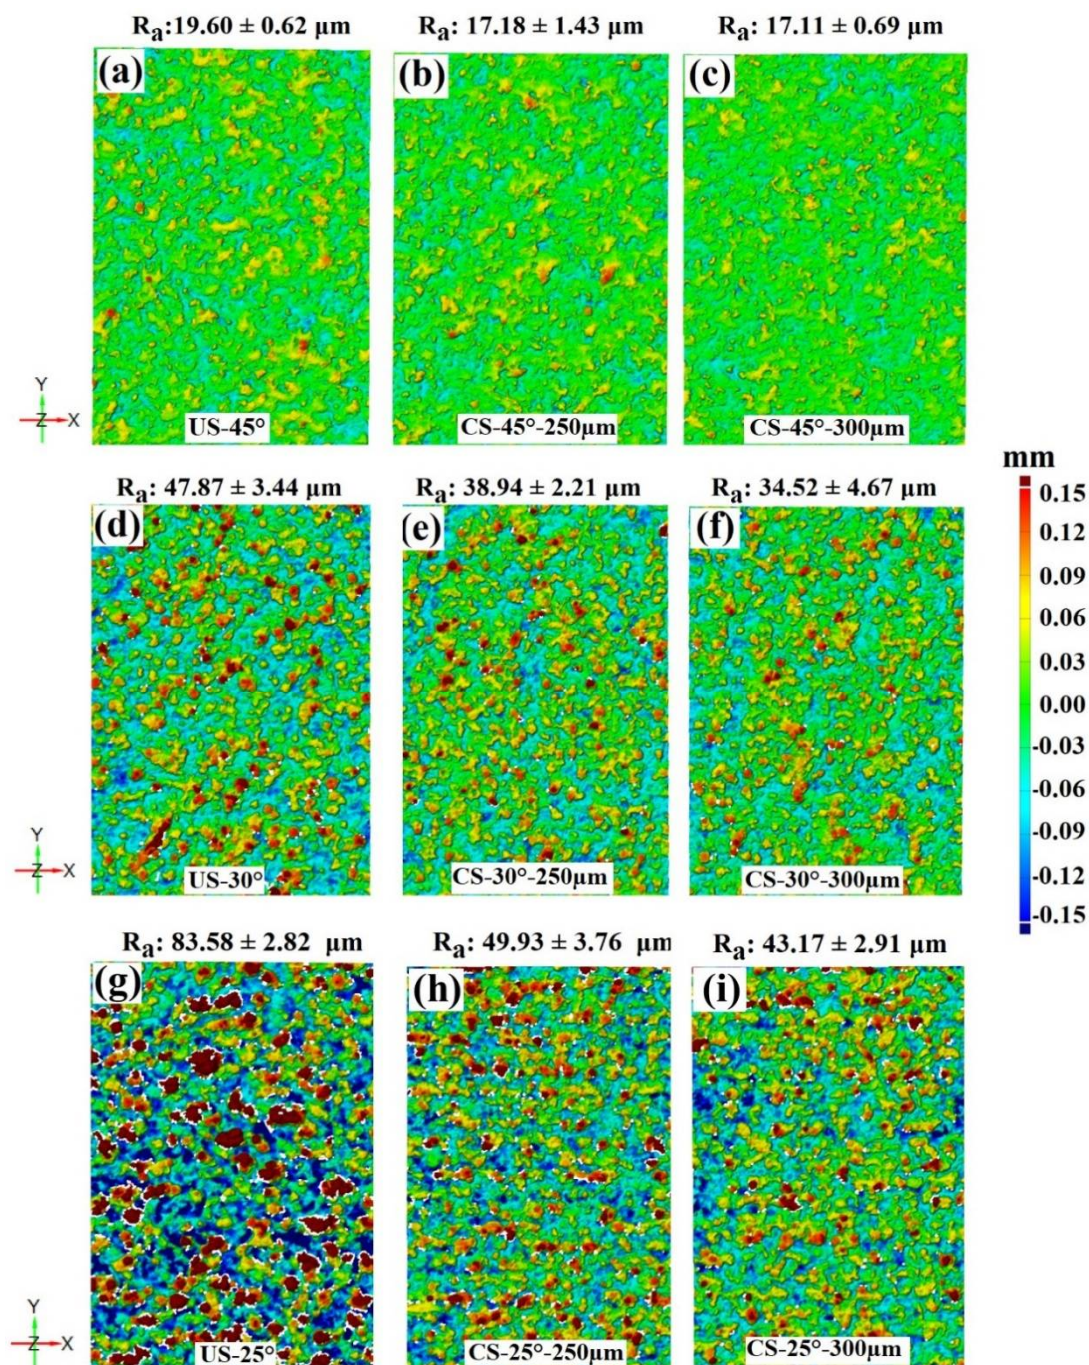 Ra:19.60 ± 0.62 µm
Ra: 17.18 ± 1.43 µm
Ra: 17.11 ± 0.69 µm
(a)
(b)
(c)
Y
Z
X
US-45°
CS-45°-250µm
CS-45°-300µm
Ra: 47.87 ± 3.44 µm
Ra: 38.94 ± 2.21 µm
Ra: 34.52 ± 4.67 µm
(d)
(e)
(f)
Y
Z
X
US-30°
CS-30°-250µm
CS-30°-300µm
mm
0.15
0.09
0.06
0.03
0.00
-0.03
-0.06
-0.09
-0.12
-0.15
Ra: 83.58 ± 2.82 µm
Ra: 49.93 ± 3.76 µm
Ra: 43.17 ± 2.91 µm
(g)
(h)
(i)
Y
Z
X
US-25°
CS-25°-250µm
CS-25°-300µm